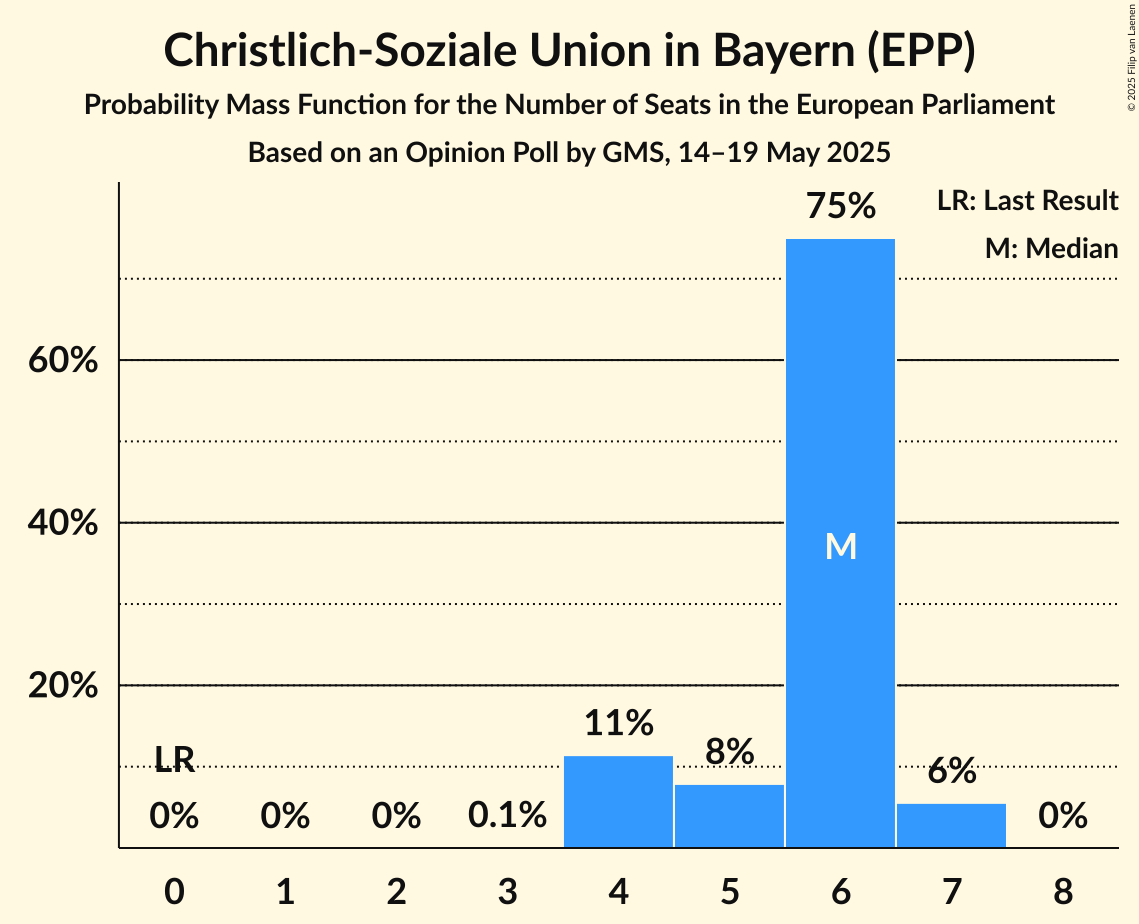 Christlich-Soziale Union in Bayern (EPP)
Probability Mass Function for the Number of Seats in the European Parliament
Based on an Opinion Poll by GMS, 14–19 May 2025
© 2025 Filip van Laenen
LR: Last Result
M: Median
75%
60%
40%
M
20%
11%
8%
6%
LR
0%
0%
0%
0.1%
0%
0 1 2 3 4 5 6 7 8